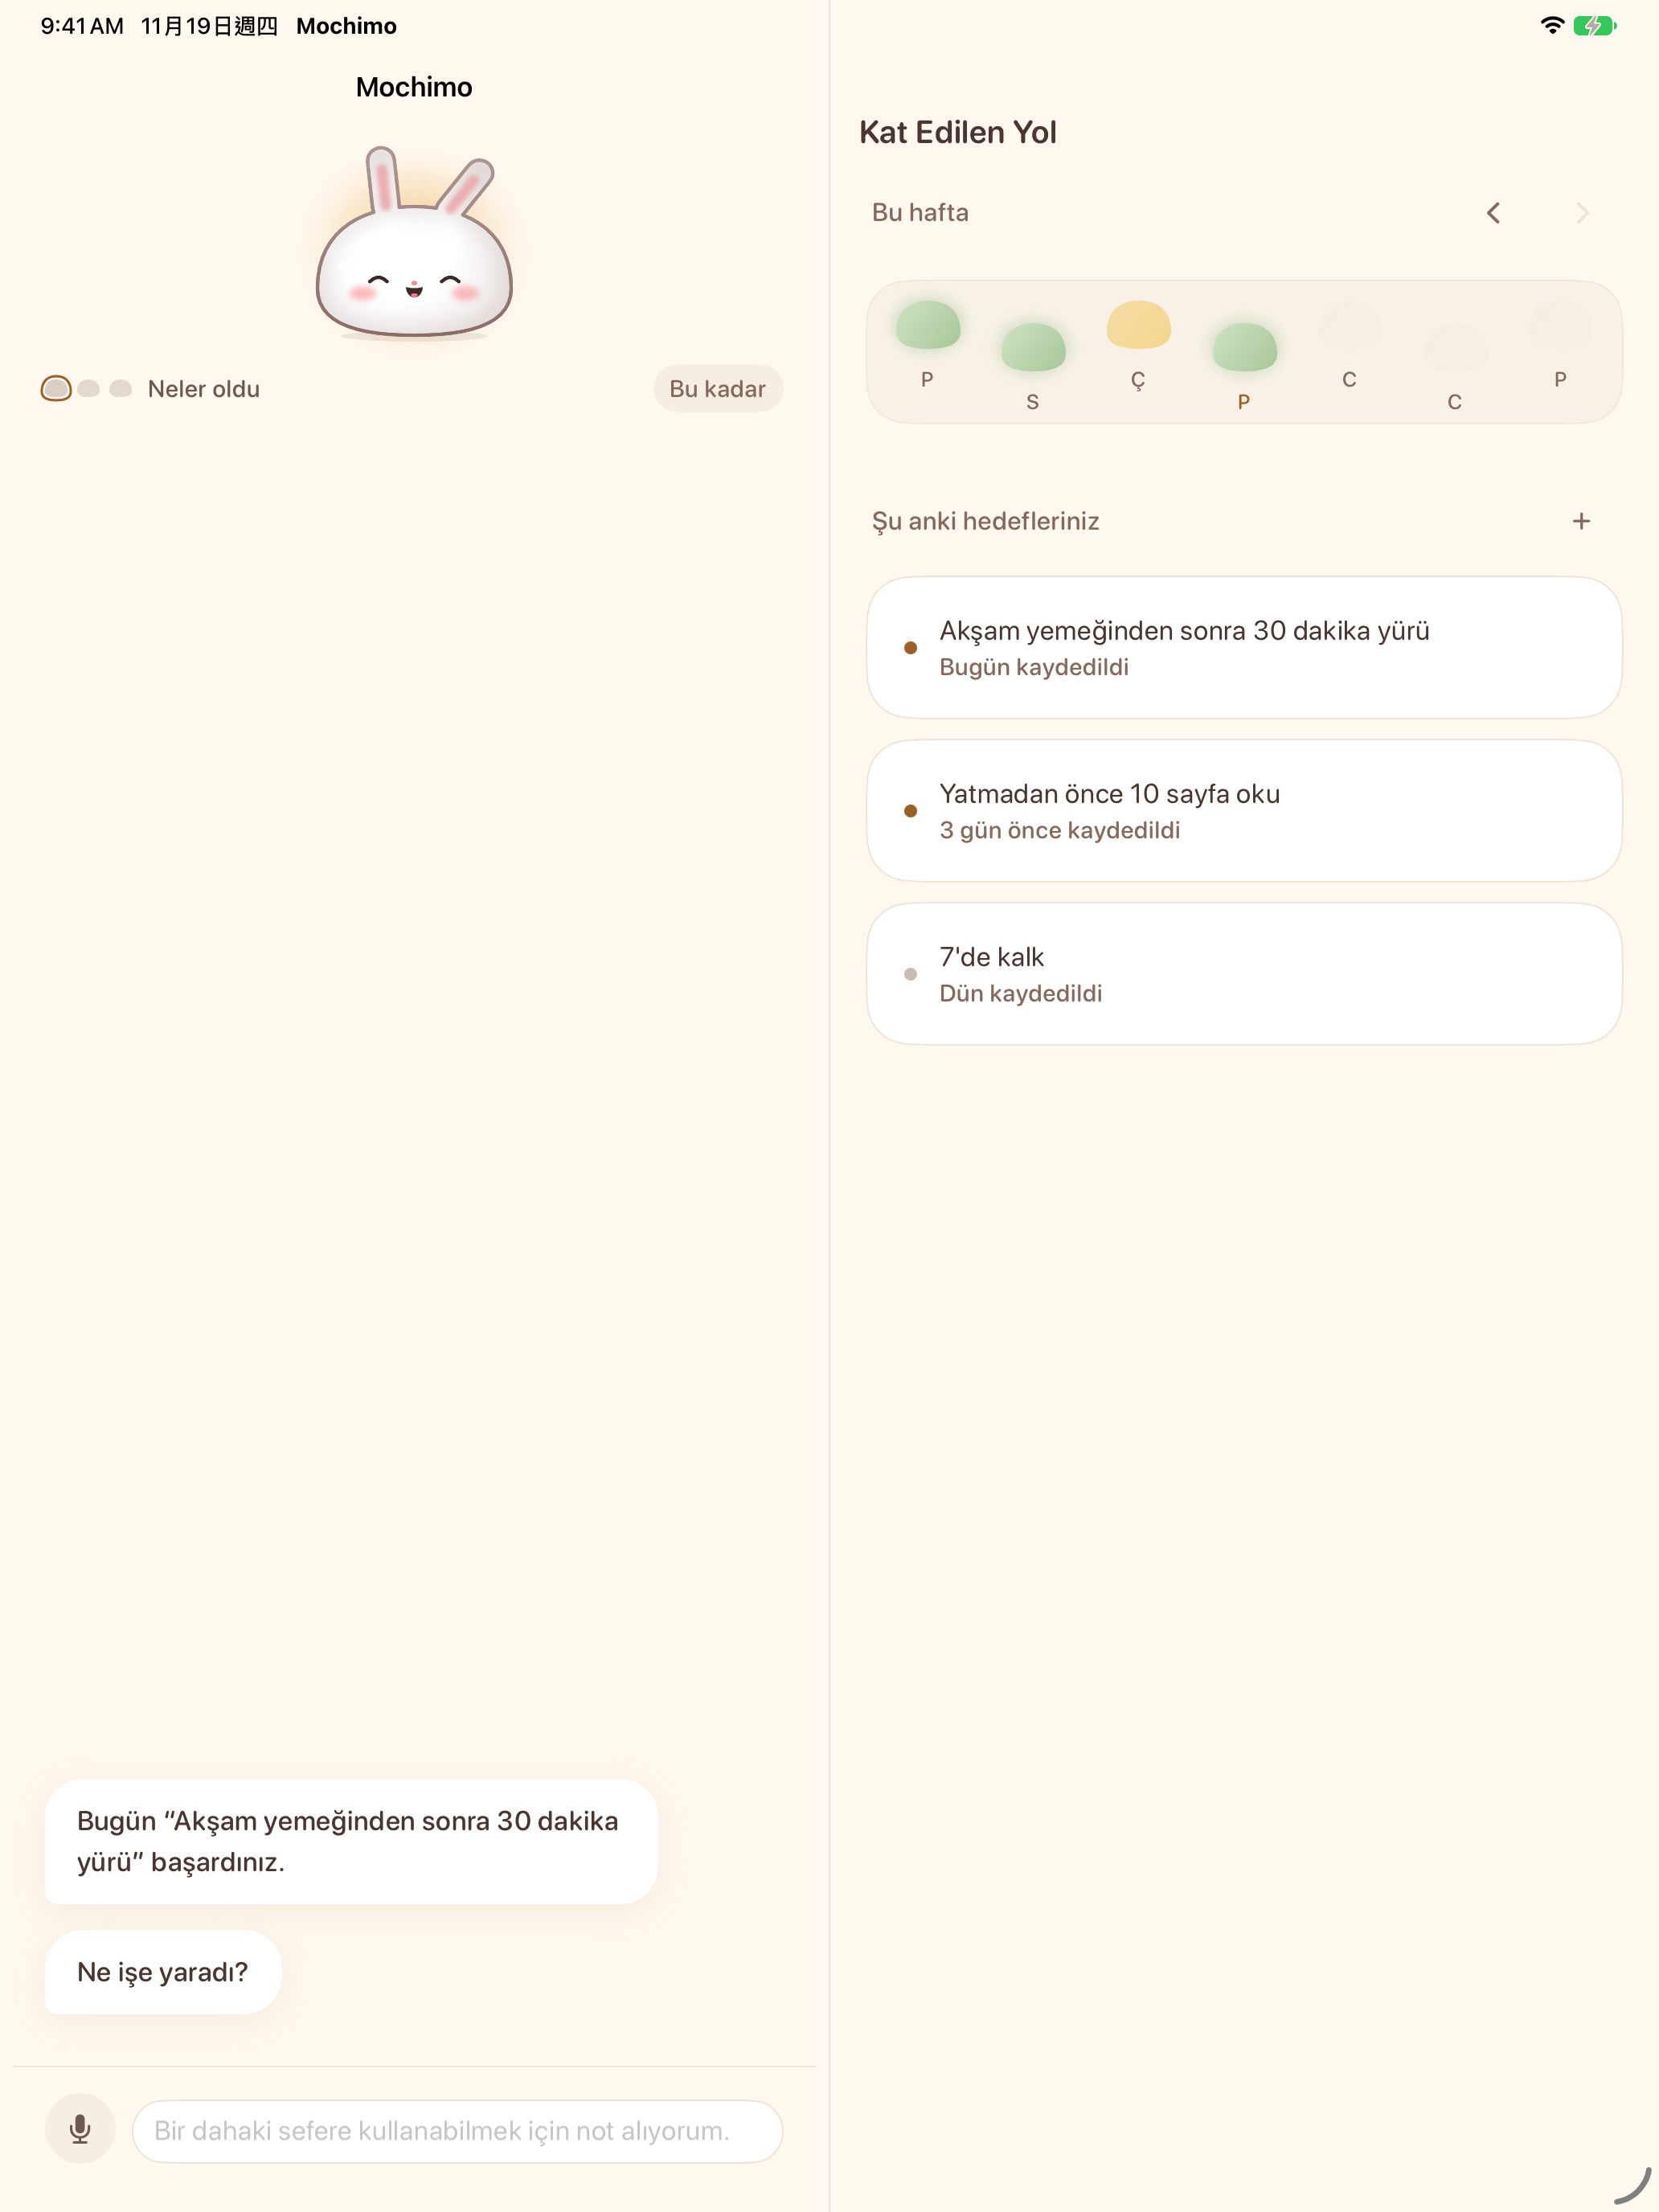 9:41 AM 11月19日週四 Mochimo
Mochimo
Neler oldu
Bu kadar
Bugün “Akşam yemeğinden sonra 30 dakika
yürü” başardınız.
Ne işe yaradı?
Bir dahaki sefere kullanabilmek için not alıyorum.
Kat Edilen Yol
Bu hafta
P
S
Ç
P
C
C
P
Şu anki hedefleriniz
Akşam yemeğinden sonra 30 dakika yürü
Bugün kaydedildi
Yatmadan önce 10 sayfa oku
3 gün önce kaydedildi
7'de kalk
Dün kaydedildi